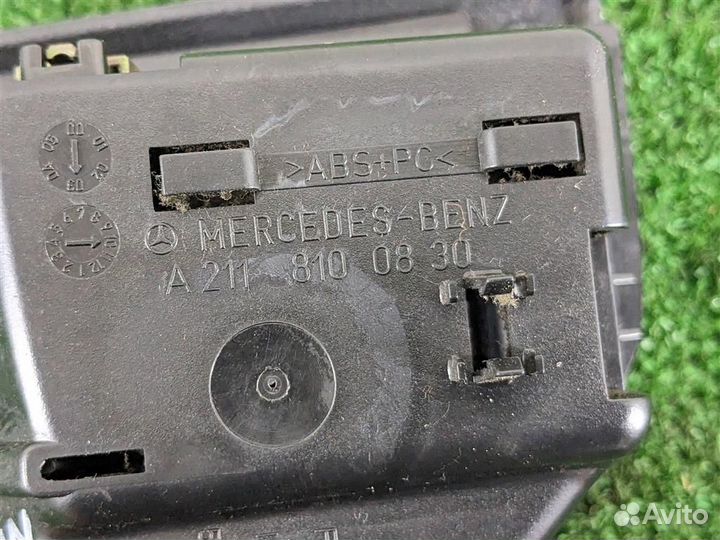 >ABS+PC<
MERCEDES-BENZ
A 211 810 08 30
Avito